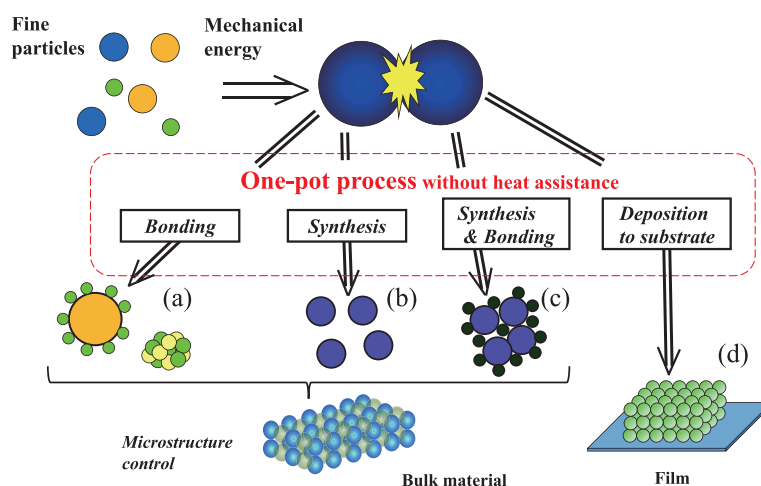 Fine
particles
Mechanical
energy
One-pot process without heat assistance
Bonding
Synthesis
Synthesis
& Bonding
Deposition
to substrate
(a)
(b)
(c)
(d)
Microstructure
control
Bulk material
Film